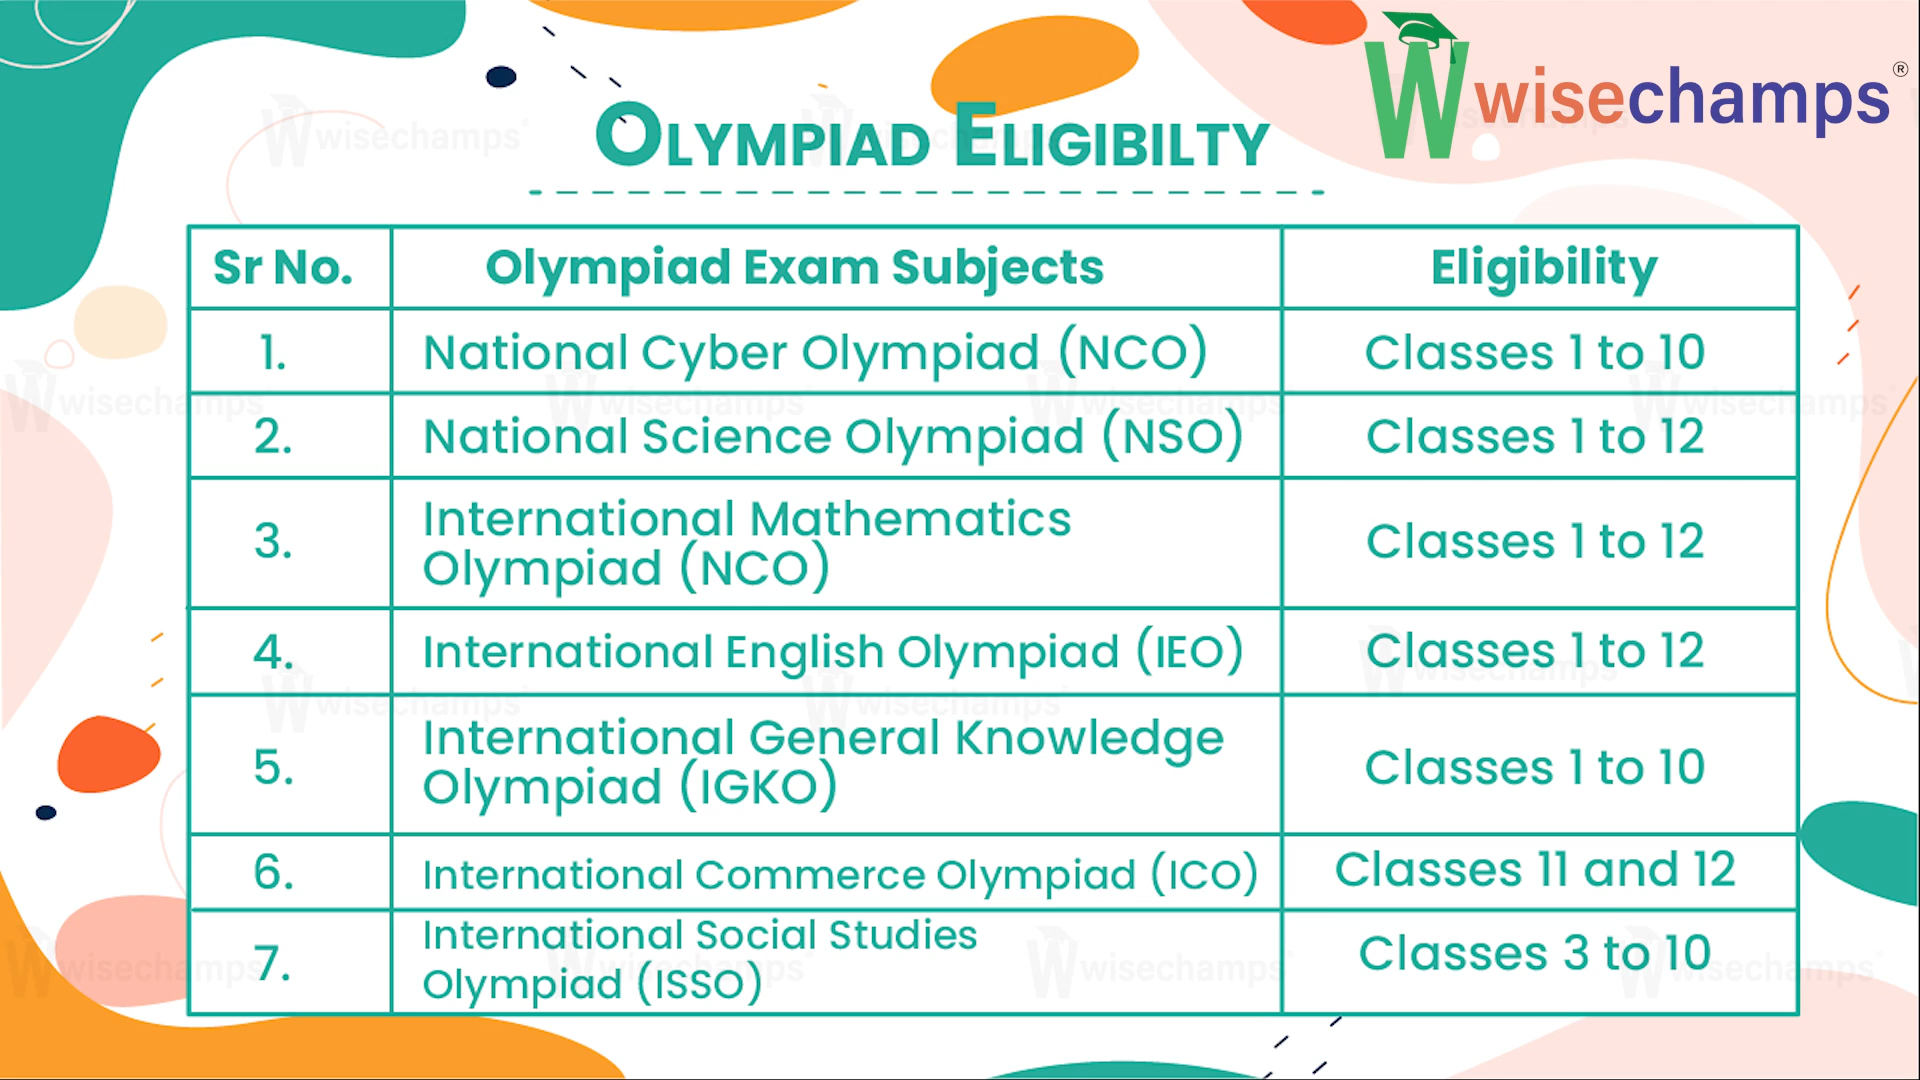 wisechamps®
OLYMPIAD ELIGIBILTY
Sr No. Olympiad Exam Subjects Eligibility
1. National Cyber Olympiad (NCO) Classes 1 to 10
2. National Science Olympiad (NSO) Classes 1 to 12
3. International Mathematics
Olympiad (NCO) Classes 1 to 12
4. International English Olympiad (IEO) Classes 1 to 12
5. International General Knowledge
Olympiad (IGKO) Classes 1 to 10
6. International Commerce Olympiad (ICO) Classes 11 and 12
7. International Social Studies
Olympiad (ISSO) Classes 3 to 10